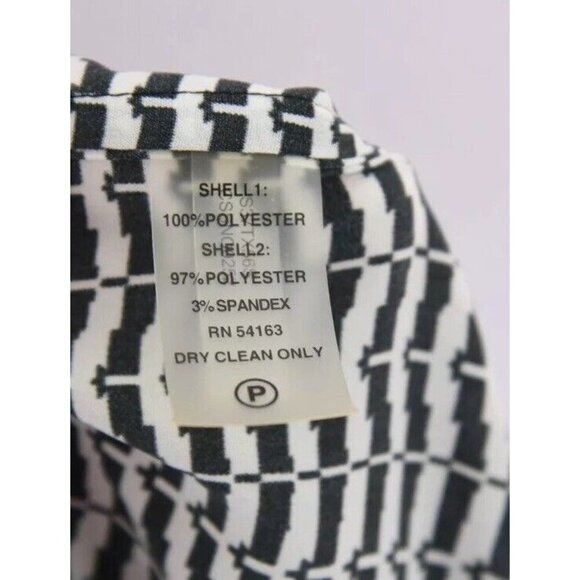 SHELL1:
100%POLYESTER
SHELL2:
97%POLYESTER
3%SPANDEX
RN 54163
DRY CLEAN ONLY
P